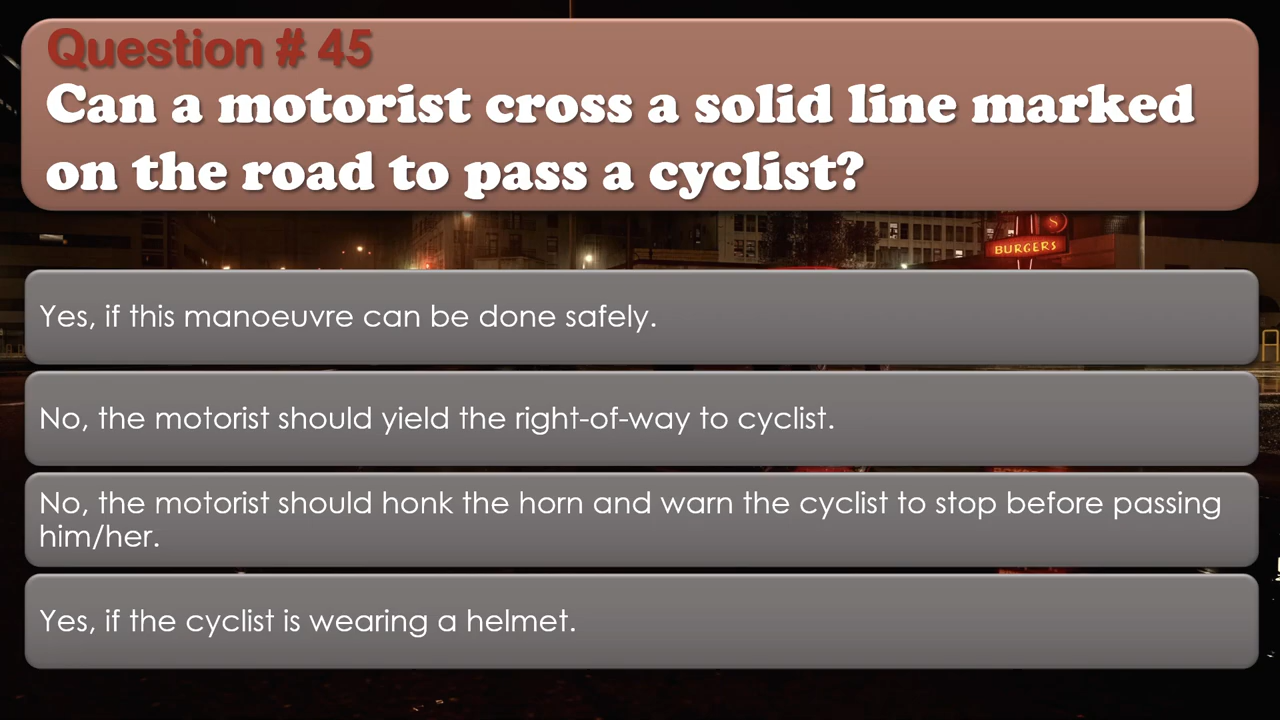 Question # 45
Can a motorist cross a solid line marked
on the road to pass a cyclist?
S
BURGERS
Yes, if this manoeuvre can be done safely.
No, the motorist should yield the right-of-way to cyclist.
No, the motorist should honk the horn and warn the cyclist to stop before passing
him/her.
Yes, if the cyclist is wearing a helmet.